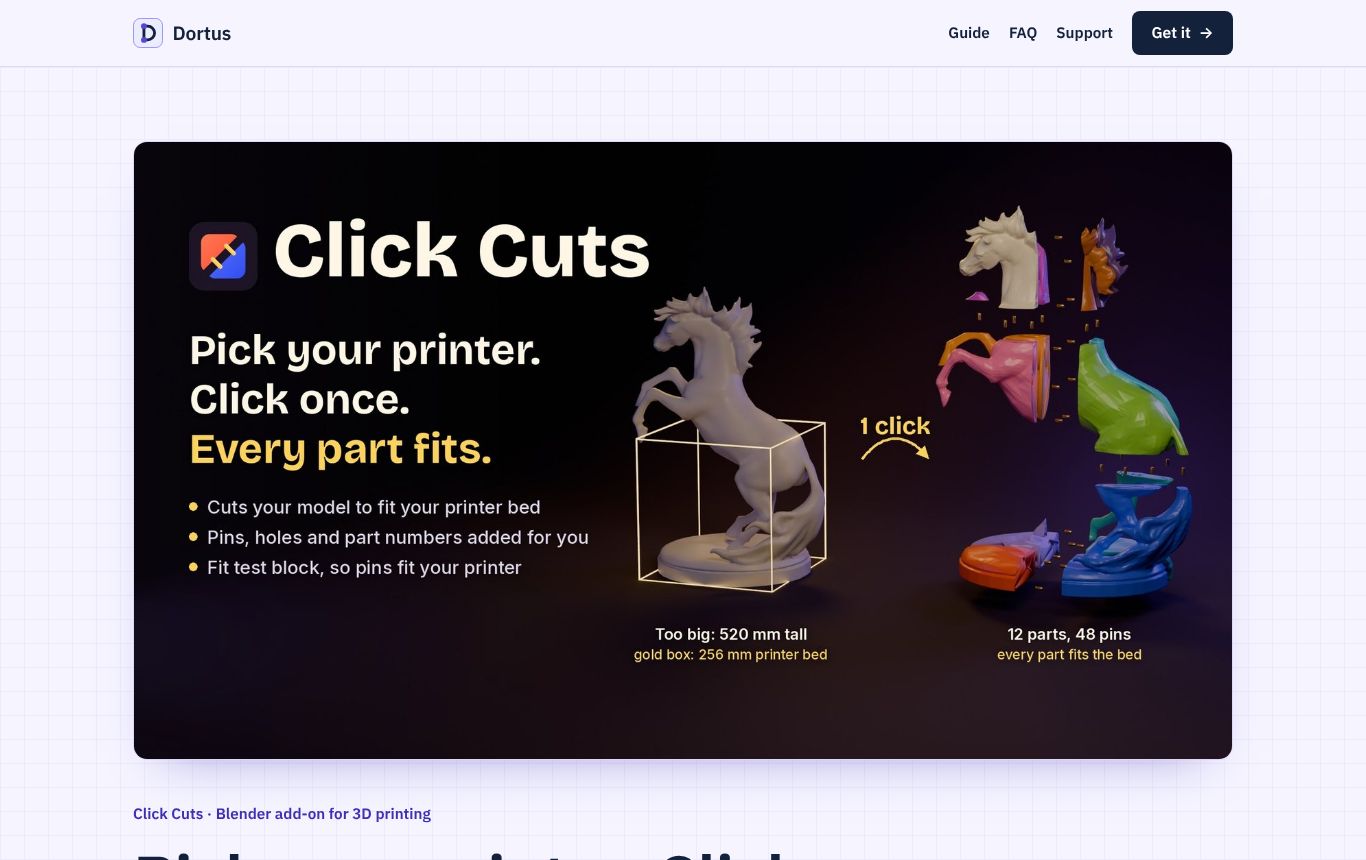 Dortus
Guide
FAQ
Support
Get it →
Click Cuts
Pick your printer.
Click once.
Every part fits.
Cuts your model to fit your printer bed
Pins, holes and part numbers added for you
Fit test block, so pins fit your printer
1 click
Too big: 520 mm tall
gold box: 256 mm printer bed
12 parts, 48 pins
every part fits the bed
Click Cuts · Blender add-on for 3D printing